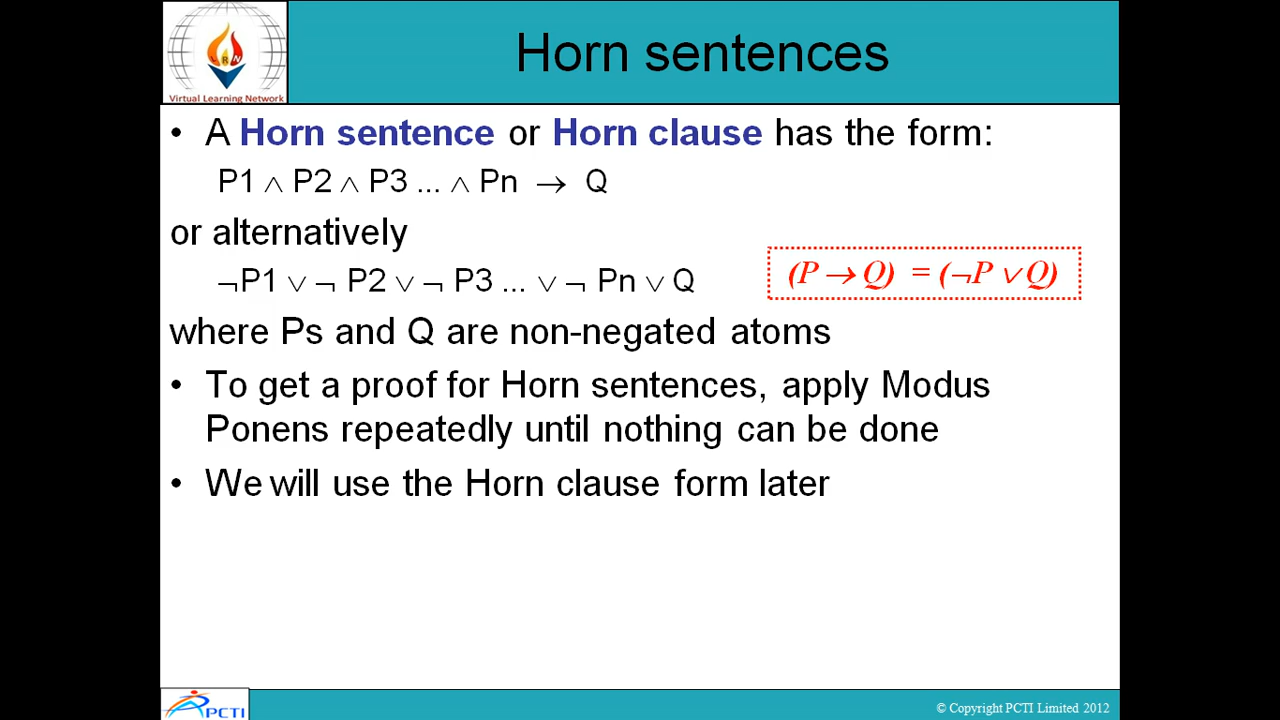 LRN
Virtual Learning Network
Horn sentences
• A Horn sentence or Horn clause has the form:
P1 ∧ P2 ∧ P3 ... ∧ Pn → Q
or alternatively
¬P1 ∨ ¬ P2 ∨ ¬ P3 ... ∨ ¬ Pn ∨ Q
(P → Q) = (¬P ∨ Q)
where Ps and Q are non-negated atoms
• To get a proof for Horn sentences, apply Modus
Ponens repeatedly until nothing can be done
• We will use the Horn clause form later
PCTI
© Copyright PCTI Limited 2012